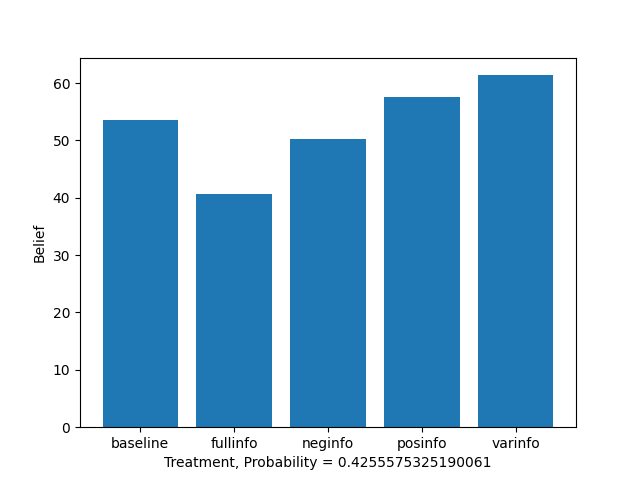 60
50
40
30
20
10
0
Belief
baseline fullinfo neginfo posinfo varinfo
Treatment, Probability = 0.4255575325190061